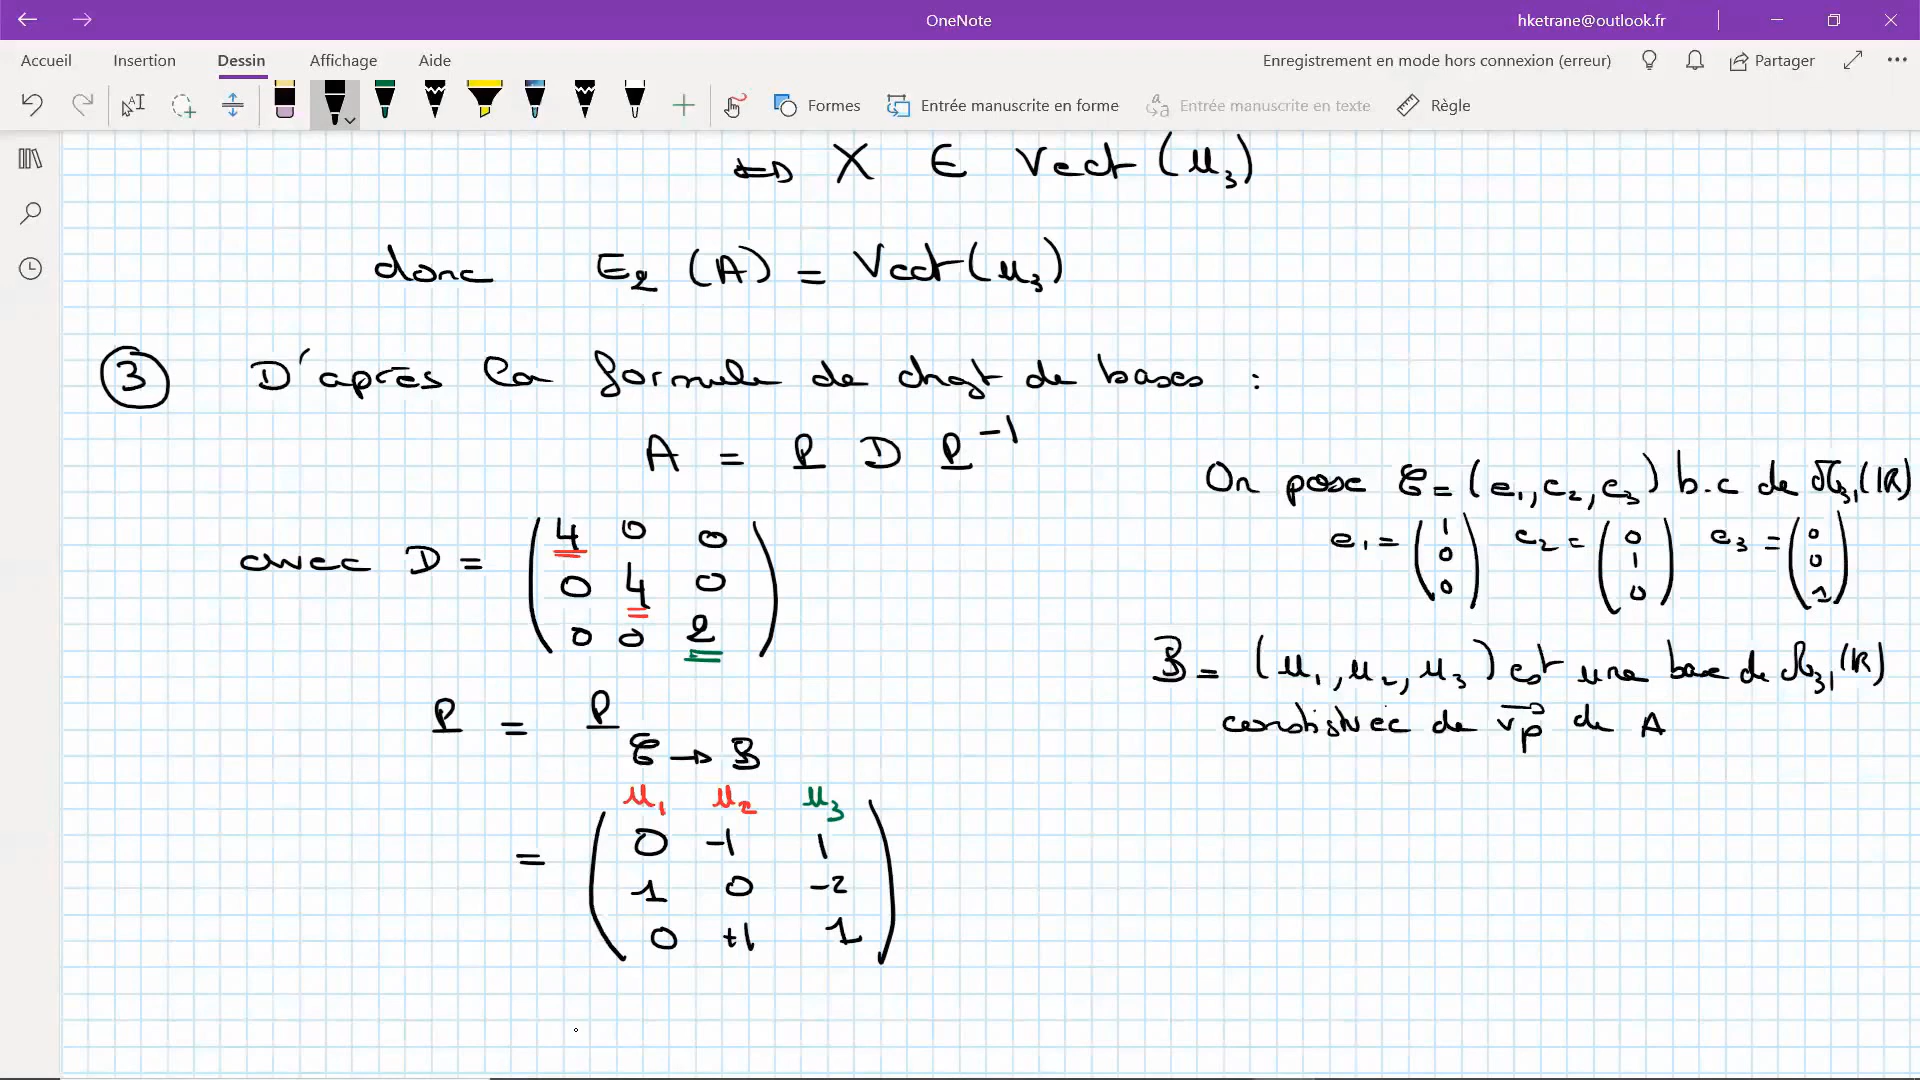 OneNote
hketrane@outlook.fr
Accueil Insertion Dessin Affichage Aide
Enregistrement en mode hors connexion (erreur)
Partager
Formes
Entrée manuscrite en forme
Entrée manuscrite en texte
Règle
⇔ X ∈ Vect (u₃)
donc E₂ (A) = Vect(u₃)
③ D'après la formule de chgt de bases :
A = P D P⁻¹
avec D = ( 4 0 0
0 4 0
0 0 2 )
P = P 𝒞→ℬ
u₁ u₂ u₃
= ( 0 -1 1
1 0 -2
0 +1 1 )
On pose 𝒞 = (e₁, e₂, e₃) b.c de ℳ₃,₁(ℝ)
e₁ = ( 1 0 0 ) e₂ = ( 0 1 0 ) e₃ = ( 0 0 1 )
ℬ = (u₁, u₂, u₃) est une base de ℳ₃,₁(ℝ)
constituée de v⃗p de A